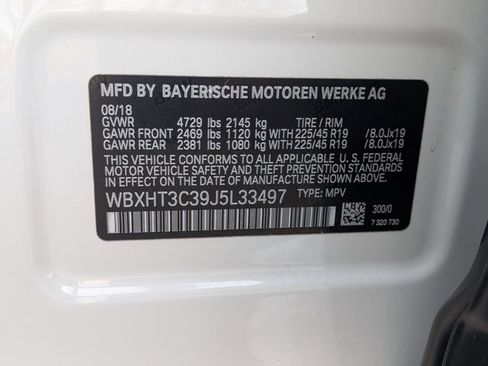 MFD BY BAYERISCHE MOTOREN WERKE AG
08/18
GVWR 4729 lbs 2145 kg TIRE / RIM
GAWR FRONT 2469 lbs 1120 kg WITH 225/45 R19 /8.0Jx19
GAWR REAR 2381 lbs 1080 kg WITH 225/45 R19 /8.0Jx19
THIS VEHICLE CONFORMS TO ALL APPLICABLE U. S. FEDERAL
MOTOR VEHICLE SAFETY AND THEFT PREVENTION STANDARDS
IN EFFECT ON THE DATE OF MANUFACTURE SHOWN ABOVE.
WBXHT3C39J5L33497 TYPE: MPV
300/0
7 320 730